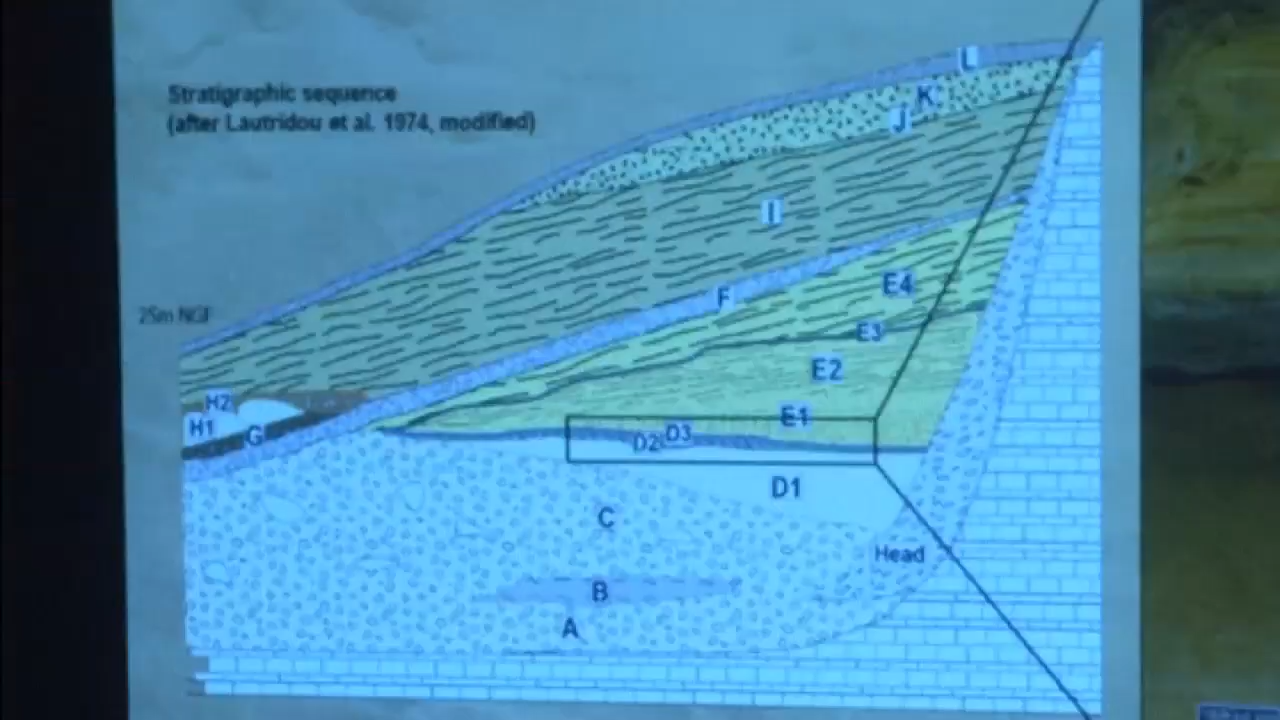 Stratigraphic sequence
(after Lautridou et al. 1974, modified)
L
K
J
I
E4
F
25m NGF
E3
E2
H2
E1
H1
G
D3
D2
D1
C
Head
B
A